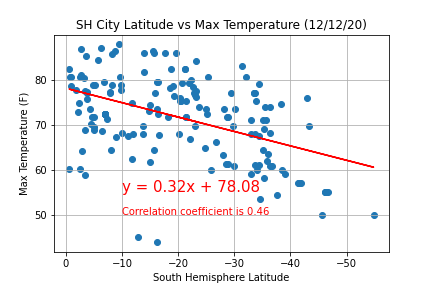 SH City Latitude vs Max Temperature (12/12/20)
Max Temperature (F)
80
70
60
50
y = 0.32x + 78.08
Correlation coefficient is 0.46
0 −10 −20 −30 −40 −50
South Hemisphere Latitude